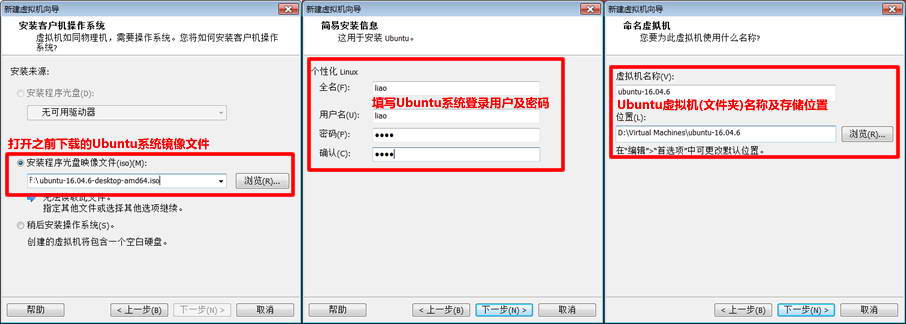 新建虚拟机向导
安装客户机操作系统
虚拟机如同物理机，需要操作系统。您将如何安装客户机操作系统?
安装来源:
安装程序光盘(D):
无可用驱动器
打开之前下载的Ubuntu系统镜像文件
安装程序光盘映像文件(iso)(M):
F:\ubuntu-16.04.6-desktop-amd64.iso
浏览(R)...
无法读取此文件。
指定其他文件或选择其他选项继续。
稍后安装操作系统(S)。
创建的虚拟机将包含一个空白硬盘。
帮助
< 上一步(B)
下一步(N) >
取消
新建虚拟机向导
简易安装信息
这用于安装 Ubuntu。
个性化 Linux
全名(F):
liao
填写Ubuntu系统登录用户及密码
用户名(U):
liao
密码(P):
●●●●
确认(C):
●●●●
帮助
< 上一步(B)
下一步(N) >
取消
新建虚拟机向导
命名虚拟机
您要为此虚拟机使用什么名称?
虚拟机名称(V):
ubuntu-16.04.6
Ubuntu虚拟机(文件夹)名称及存储位置
位置(L):
D:\Virtual Machines\ubuntu-16.04.6
浏览(R)...
在“编辑”>“首选项”中可更改默认位置。
< 上一步(B)
下一步(N) >
取消